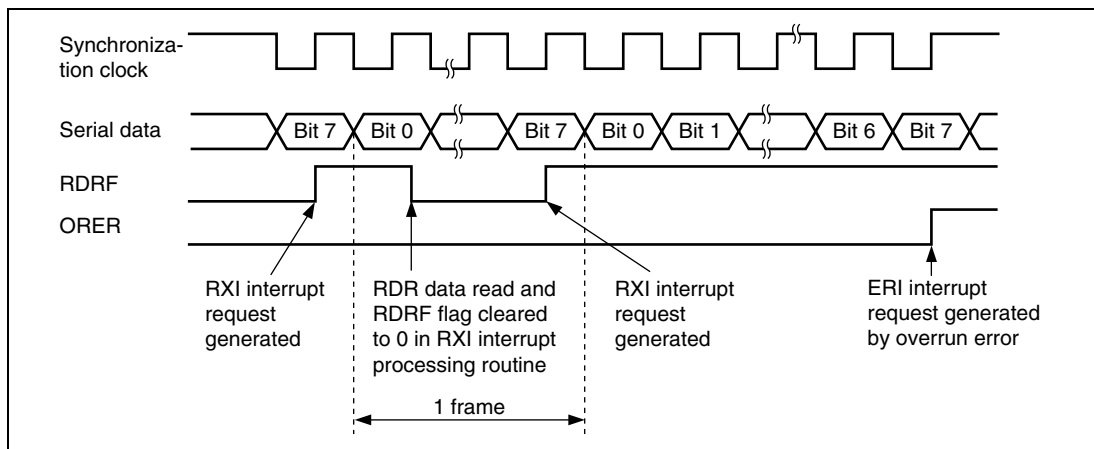 Synchroniza-
tion clock
Serial data
Bit 7 Bit 0 Bit 7 Bit 0 Bit 1 Bit 6 Bit 7
RDRF
ORER
RXI interrupt
request
generated
RDR data read and
RDRF flag cleared
to 0 in RXI interrupt
processing routine
RXI interrupt
request
generated
ERI interrupt
request generated
by overrun error
1 frame